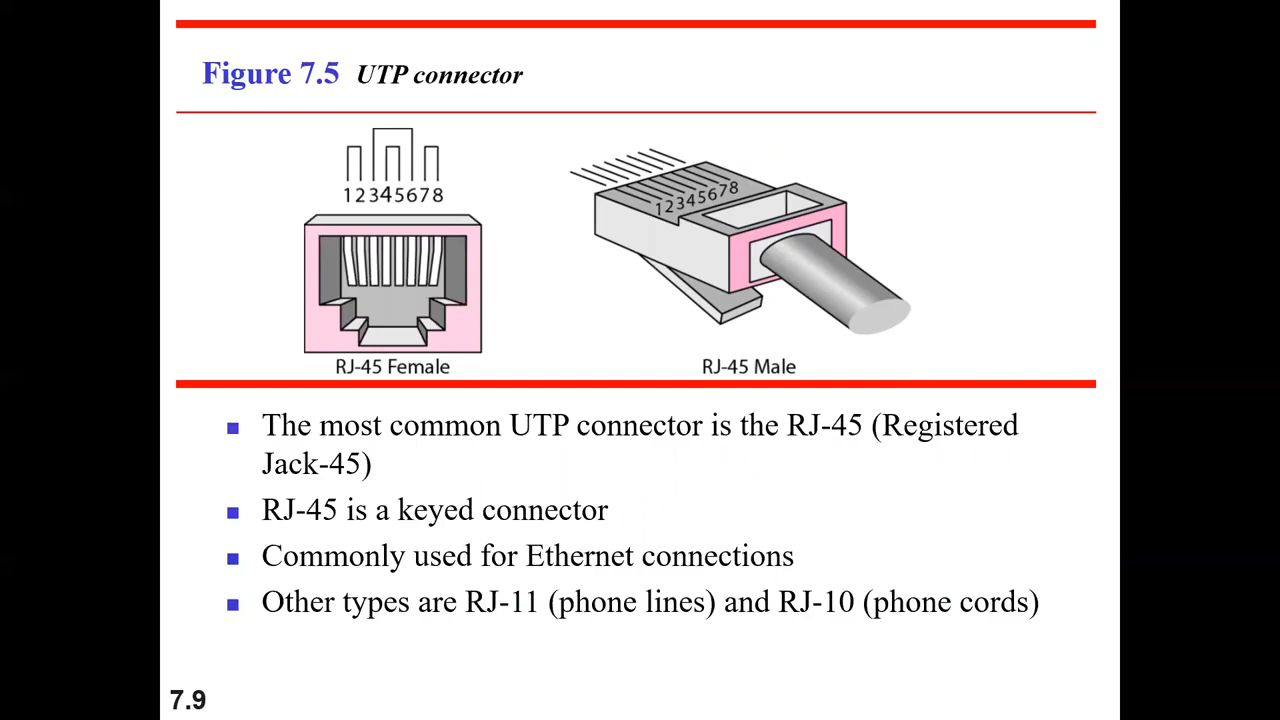 Figure 7.5 UTP connector
12345678
12345678
RJ-45 Female
RJ-45 Male
The most common UTP connector is the RJ-45 (Registered
Jack-45)
RJ-45 is a keyed connector
Commonly used for Ethernet connections
Other types are RJ-11 (phone lines) and RJ-10 (phone cords)
7.9